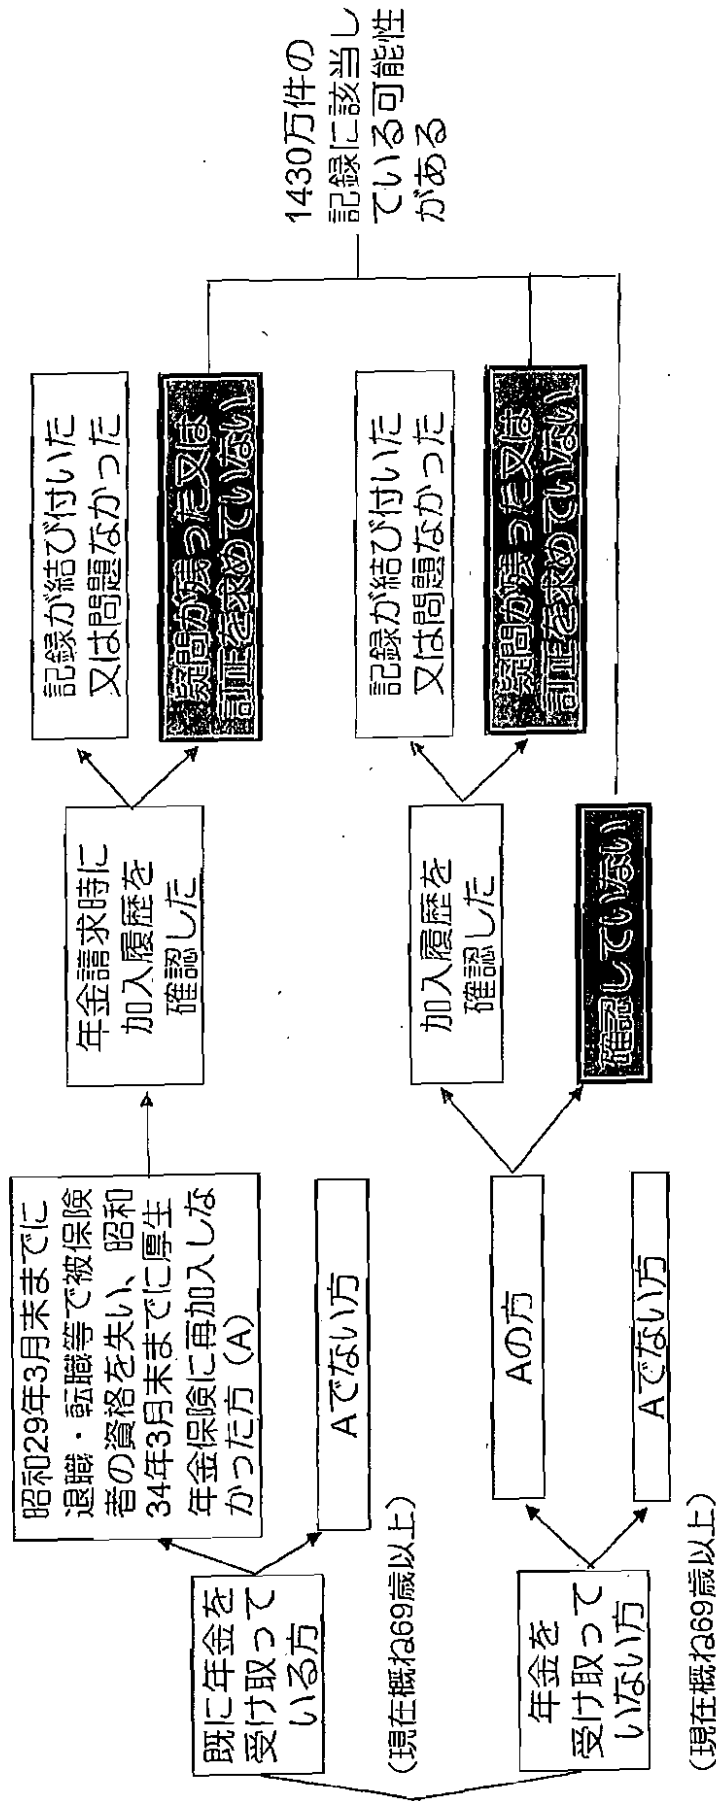 既に年金を
受け取って
いる方
(現在概ね69歳以上)
年金を
受け取って
いない方
(現在概ね69歳以上)
昭和29年3月末までに
退職・転職等で被保険
者の資格を失い、昭和
34年3月末までに厚生
年金保険に再加入しな
かった方（A）
Aでない方
Aの方
Aでない方
年金請求時に
加入履歴を
確認した
加入履歴を
確認した
確認していない
記録が結び付いた
又は問題なかった
疑問が残った又は
訂正を求めていない
記録が結び付いた
又は問題なかった
疑問が残った又は
訂正を求めていない
1430万件の
記録に該当し
ている可能性
がある